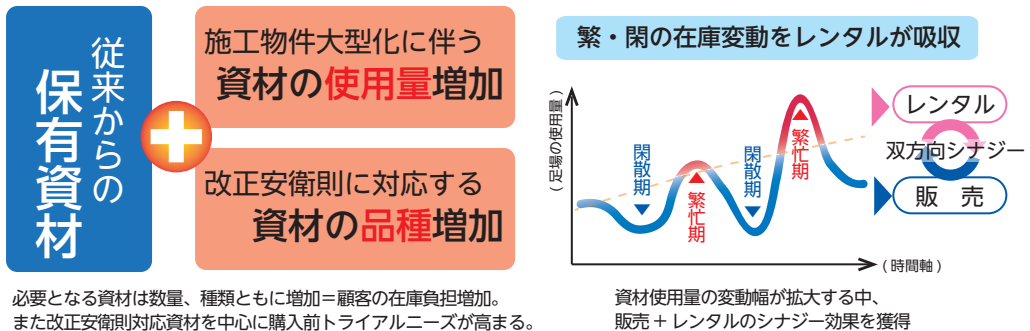 従来からの
保有資材
施工物件大型化に伴う
資材の使用量増加
改正安衛則に対応する
資材の品種増加
必要となる資材は数量、種類ともに増加＝顧客の在庫負担増加。
また改正安衛則対応資材を中心に購入前トライアルニーズが高まる。
繁・閑の在庫変動をレンタルが吸収
（足場の使用量）
閑散期
繁忙期
閑散期
繁忙期
（時間軸）
レンタル
双方向シナジー
販　売
資材使用量の変動幅が拡大する中、
販売＋レンタルのシナジー効果を獲得